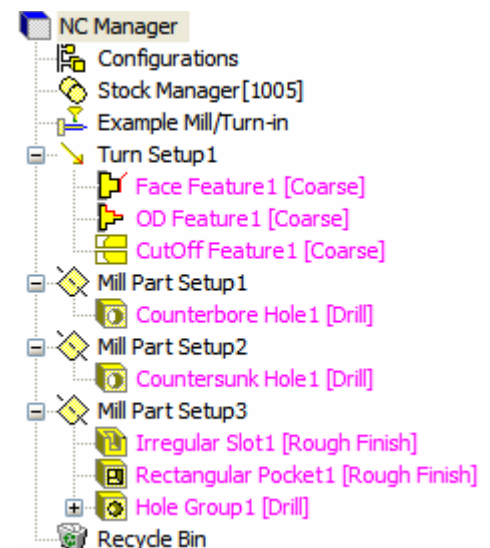 NC Manager
Configurations
Stock Manager[1005]
Example Mill/Turn-in
Turn Setup1
Face Feature1 [Coarse]
OD Feature1 [Coarse]
CutOff Feature1 [Coarse]
Mill Part Setup1
Counterbore Hole1 [Drill]
Mill Part Setup2
Countersunk Hole1 [Drill]
Mill Part Setup3
Irregular Slot1 [Rough Finish]
Rectangular Pocket1 [Rough Finish]
Hole Group1 [Drill]
Recycle Bin